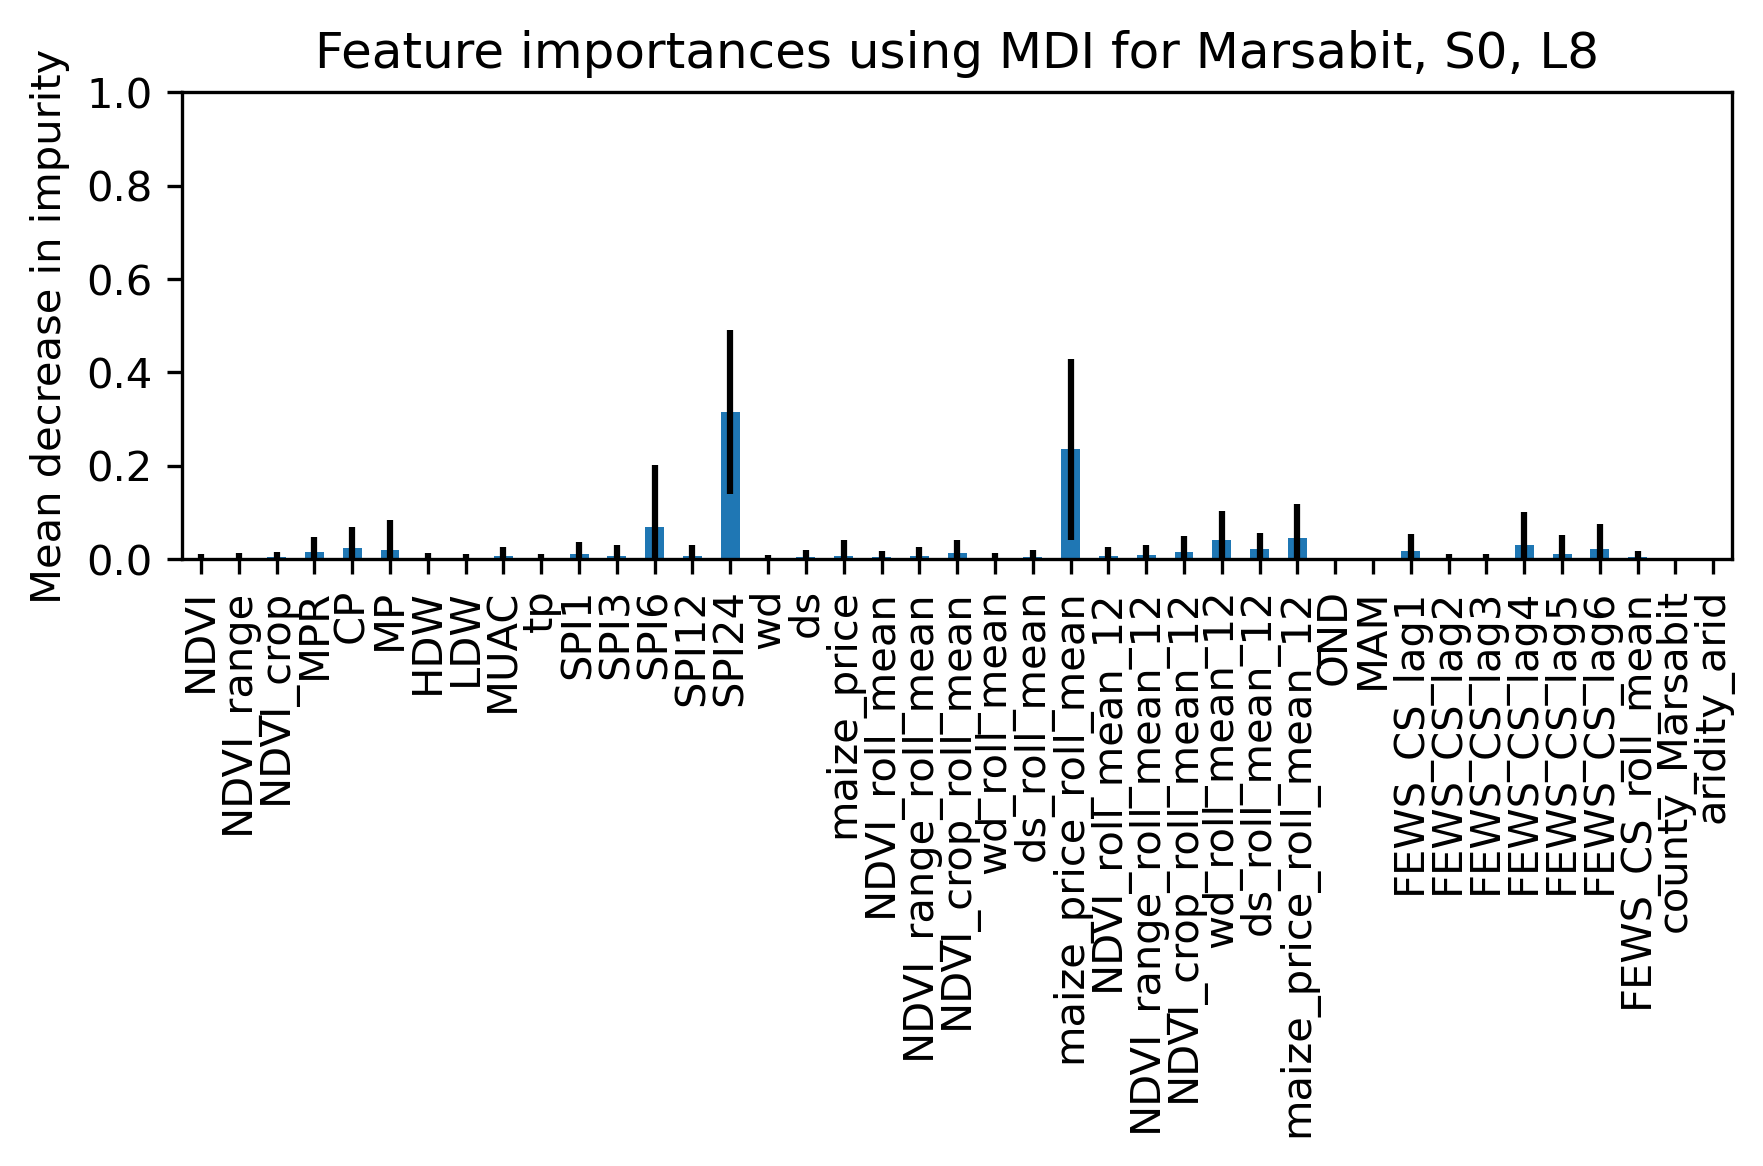 Feature importances using MDI for Marsabit, S0, L8
Mean decrease in impurity
1.0
0.8
0.6
0.4
0.2
0.0
NDVI
NDVI_range
NDVI_crop
MPR
CP
MP
HDW
LDW
MUAC
tp
SPI1
SPI3
SPI6
SPI12
SPI24
wd
ds
maize_price
NDVI_roll_mean
NDVI_range_roll_mean
NDVI_crop_roll_mean
wd_roll_mean
ds_roll_mean
maize_price_roll_mean
NDVI_roll_mean_12
NDVI_range_roll_mean_12
NDVI_crop_roll_mean_12
wd_roll_mean_12
ds_roll_mean_12
maize_price_roll_mean_12
OND
MAM
FEWS_CS_lag1
FEWS_CS_lag2
FEWS_CS_lag3
FEWS_CS_lag4
FEWS_CS_lag5
FEWS_CS_lag6
FEWS_CS_roll_mean
county_Marsabit
aridity_arid